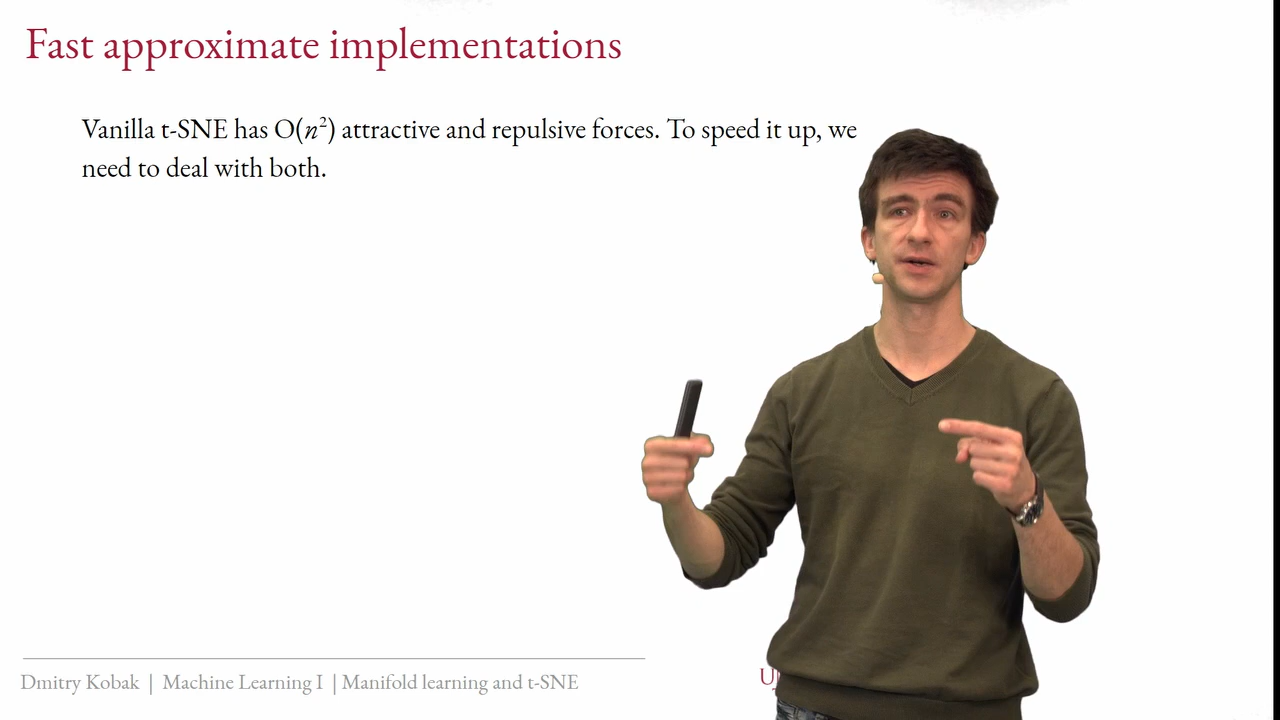 Fast approximate implementations
Vanilla t-SNE has O(n²) attractive and repulsive forces. To speed it up, we
need to deal with both.
Dmitry Kobak | Machine Learning I | Manifold learning and t-SNE